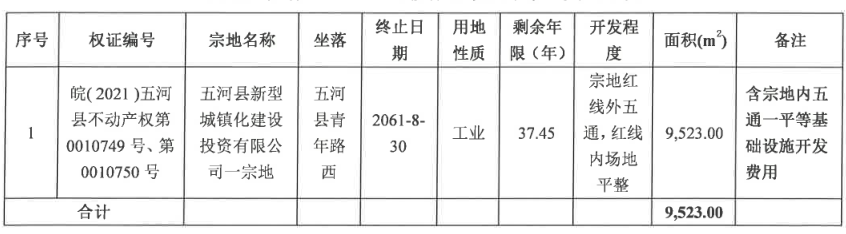 序号 权证编号 宗地名称 坐落 终止日期 用地性质 剩余年限（年） 开发程度 面积(m²) 备注
1 皖(2021)五河县不动产权第0010749号、第0010750号 五河县新型城镇化建设投资有限公司一宗地 五河县青年路西 2061-8-30 工业 37.45 宗地红线外五通，红线内场地平整 9,523.00 含宗地内五通一平等基础设施开发费用
合计 9,523.00